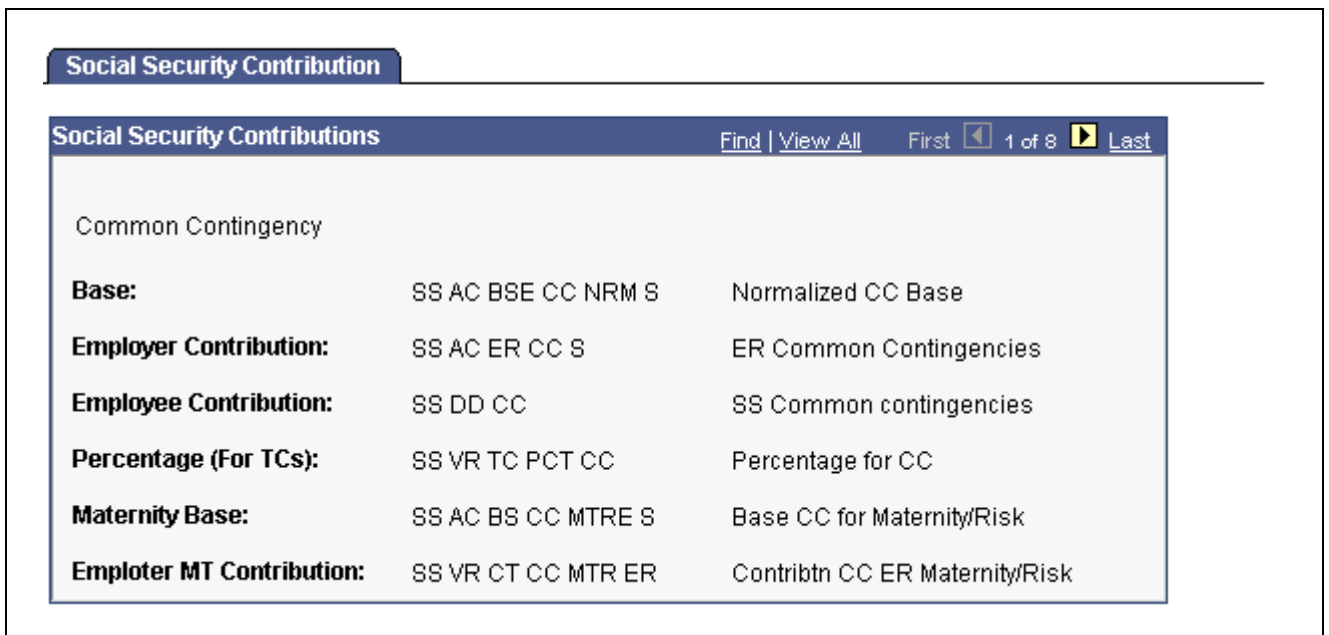 Social Security Contribution
Social Security Contributions Find | View All First 1 of 8 Last
Common Contingency
Base: SS AC BSE CC NRM S Normalized CC Base
Employer Contribution: SS AC ER CC S ER Common Contingencies
Employee Contribution: SS DD CC SS Common contingencies
Percentage (For TCs): SS VR TC PCT CC Percentage for CC
Maternity Base: SS AC BS CC MTRE S Base CC for Maternity/Risk
Emploter MT Contribution: SS VR CT CC MTR ER Contribtn CC ER Maternity/Risk